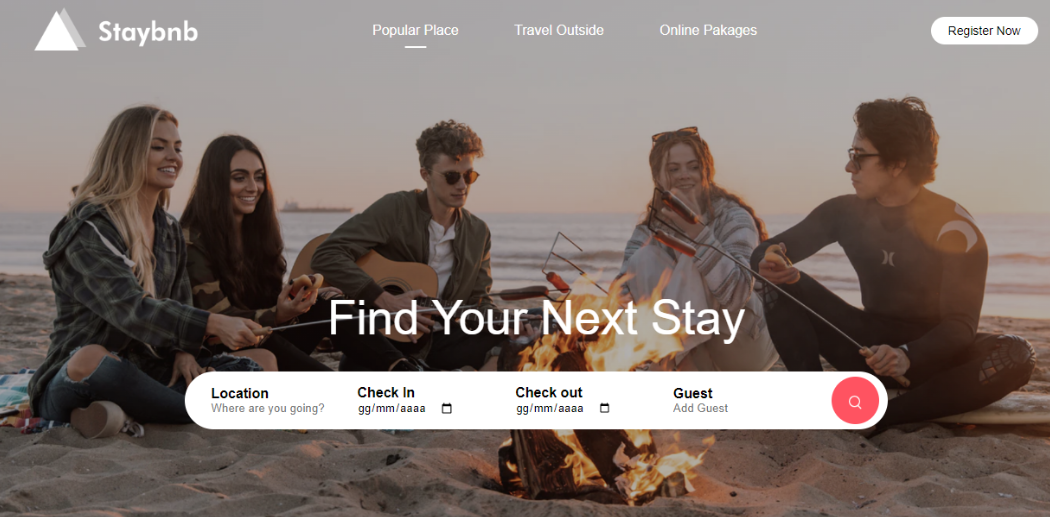 Staybnb
Popular Place
Travel Outside
Online Pakages
Register Now
Find Your Next Stay
Location
Where are you going?
Check In
gg/mm/aaaa
Check out
gg/mm/aaaa
Guest
Add Guest